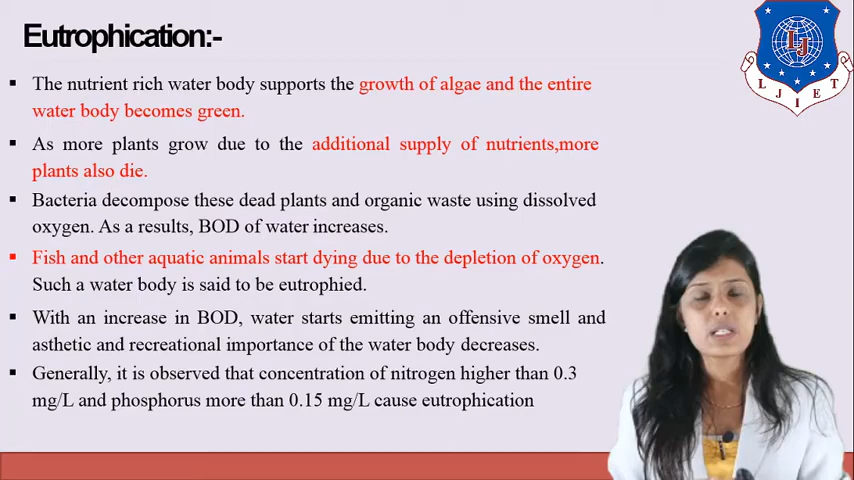 Eutrophication:-
The nutrient rich water body supports the growth of algae and the entire
water body becomes green.
As more plants grow due to the additional supply of nutrients,more
plants also die.
Bacteria decompose these dead plants and organic waste using dissolved
oxygen. As a results, BOD of water increases.
Fish and other aquatic animals start dying due to the depletion of oxygen.
Such a water body is said to be eutrophied.
With an increase in BOD, water starts emitting an offensive smell and
asthetic and recreational importance of the water body decreases.
Generally, it is observed that concentration of nitrogen higher than 0.3
mg/L and phosphorus more than 0.15 mg/L cause eutrophication
LJ
L J I E T